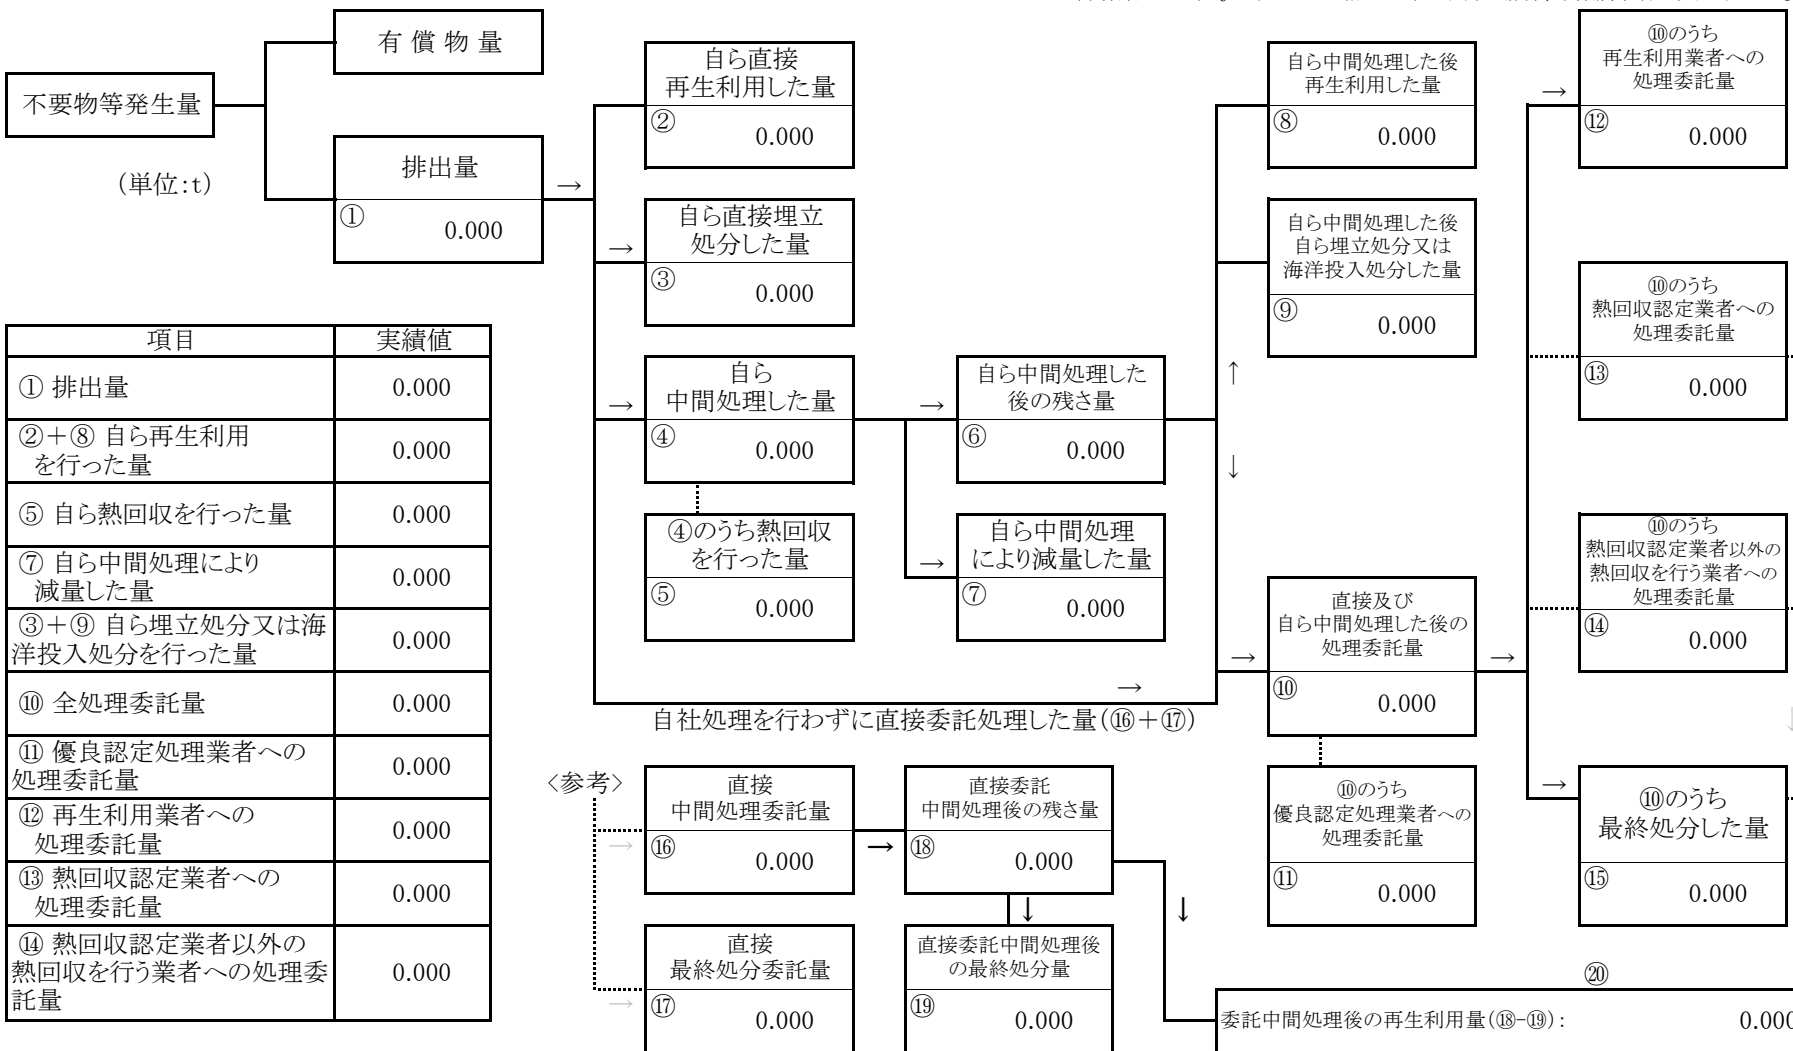 不要物等発生量
(単位:t)
有 償 物 量
排出量
①
0.000
→
自ら直接
再生利用した量
②
0.000
→
自ら直接埋立
処分した量
③
0.000
→
自ら
中間処理した量
④
0.000
④のうち熱回収
を行った量
⑤
0.000
→
自ら中間処理した
後の残さ量
⑥
0.000
→
自ら中間処理
により減量した量
⑦
0.000
自ら中間処理した後
再生利用した量
⑧
0.000
自ら中間処理した後
自ら埋立処分又は
海洋投入処分した量
⑨
0.000
↑
↓
→
直接及び
自ら中間処理した後の
処理委託量
⑩
0.000
→
⑩のうち
優良認定処理業者への
処理委託量
⑪
0.000
→
⑩のうち
再生利用業者への
処理委託量
⑫
0.000
⑩のうち
熱回収認定業者への
処理委託量
⑬
0.000
⑩のうち
熱回収認定業者以外の
熱回収を行う業者への
処理委託量
⑭
0.000
→
⑩のうち
最終処分した量
⑮
0.000
→
自社処理を行わずに直接委託処理した量(⑯+⑰)
項目 実績値
① 排出量 0.000
②+⑧ 自ら再生利用
を行った量 0.000
⑤ 自ら熱回収を行った量 0.000
⑦ 自ら中間処理により
減量した量 0.000
③+⑨ 自ら埋立処分又は海
洋投入処分を行った量 0.000
⑩ 全処理委託量 0.000
⑪ 優良認定処理業者への
処理委託量 0.000
⑫ 再生利用業者への
処理委託量 0.000
⑬ 熱回収認定業者への
処理委託量 0.000
⑭ 熱回収認定業者以外の
熱回収を行う業者への処理委
託量 0.000
<参考>
→
直接
中間処理委託量
⑯
0.000
→
直接委託
中間処理後の残さ量
⑱
0.000
↓
↓
→
直接
最終処分委託量
⑰
0.000
直接委託中間処理後
の最終処分量
⑲
0.000
⑳
委託中間処理後の再生利用量(⑱-⑲): 0.000